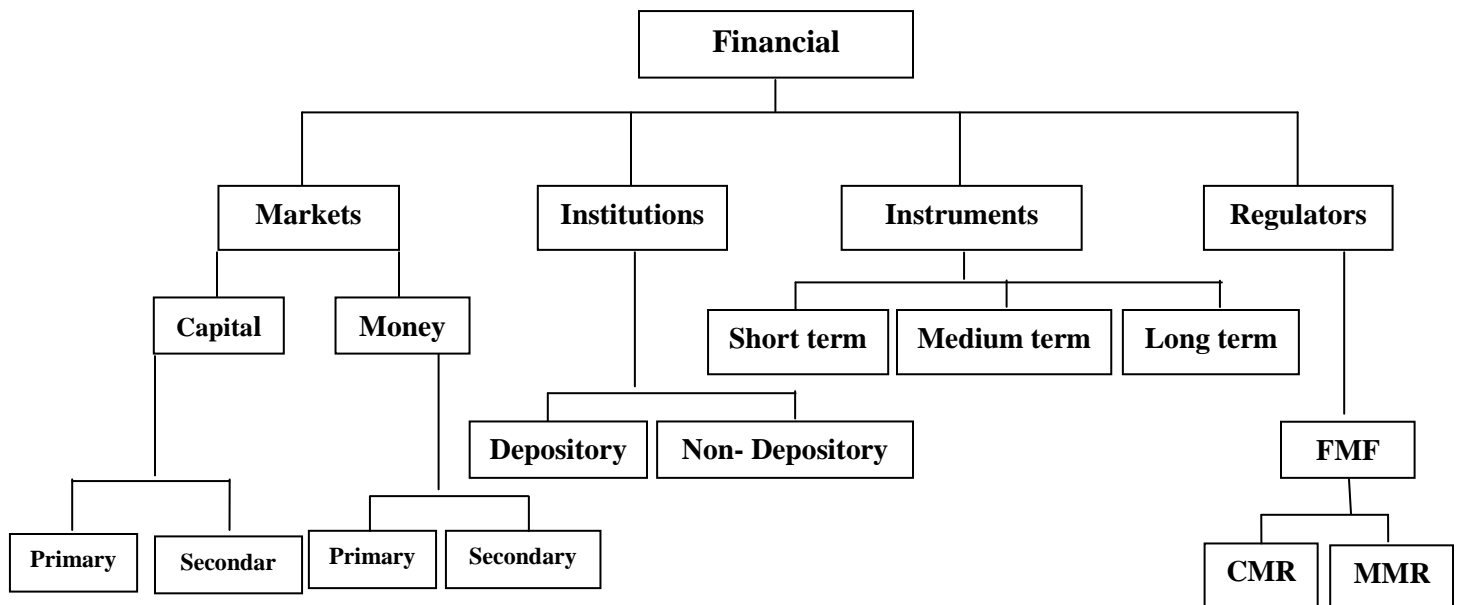 Financial
Markets
Institutions
Instruments
Regulators
Capital
Money
Short term
Medium term
Long term
Depository
Non- Depository
FMF
Primary
Secondar
Primary
Secondary
CMR
MMR